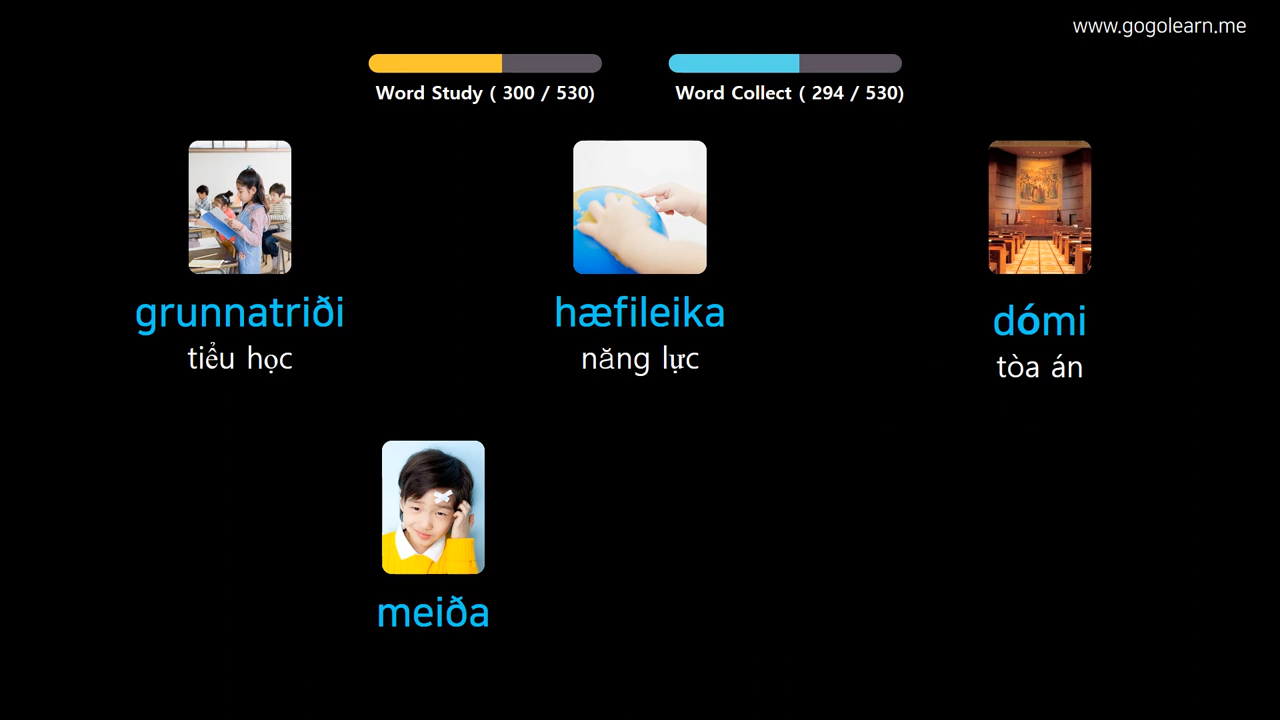 www.gogolearn.me
Word Study ( 300 / 530)
Word Collect ( 294 / 530)
grunnatriði
tiểu học
hæfileika
năng lực
dómi
tòa án
meiða